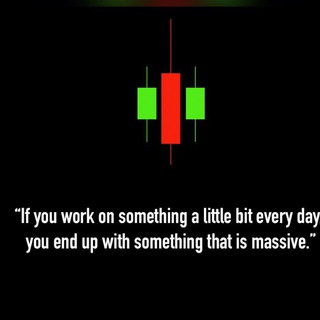 “If you work on something a little bit every day
you end up with something that is massive.”